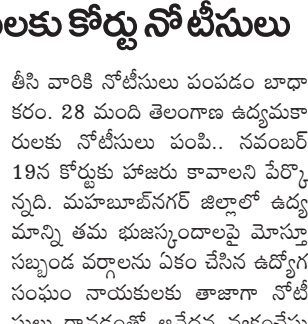 లకు కోర్టు నోటీసులు
తీసి వారికి నోటీసులు పంపడం బాధా
కరం. 28 మంది తెలంగాణ ఉద్యమకా
రులకు నోటీసులు పంపి.. నవంబర్
19న కోర్టుకు హాజరు కావాలని పేర్కొ
న్నది. మహబూబ్‌నగర్ జిల్లాలో ఉద్య
మాన్ని తమ భుజస్కందాలపై మోస్తూ
సబ్బండ వర్గాలను ఏకం చేసిన ఉద్యోగ
సంఘం నాయకులకు తాజాగా నోటీ